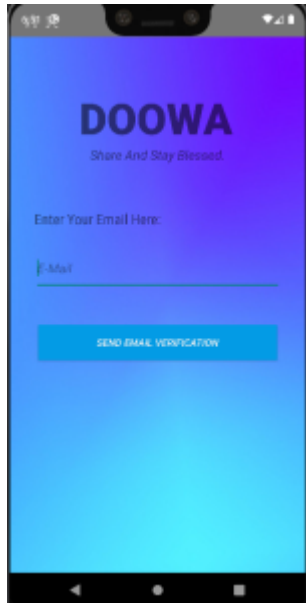 DOOWA
Share And Stay Blessed.
Enter Your Email Here:
E-Mail
SEND EMAIL VERIFICATION